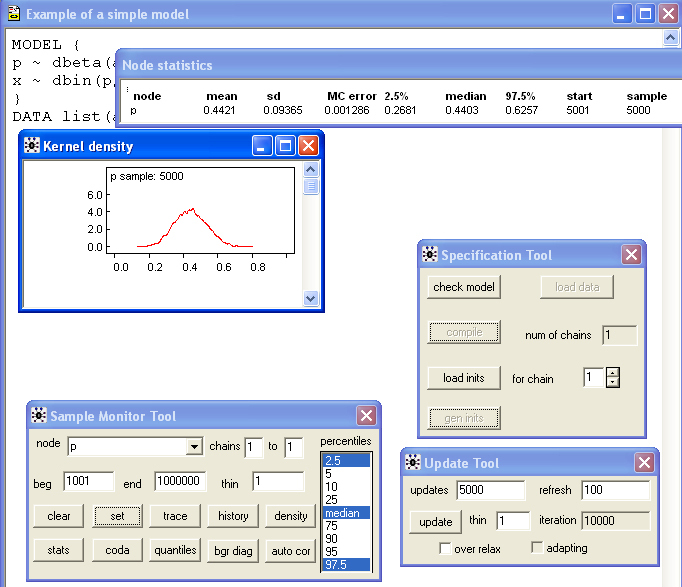 Example of a simple model
MODEL {
p ~ dbeta(
x ~ dbin(p,
}
DATA list(
Node statistics
node mean sd MC error 2.5% median 97.5% start sample
p 0.4421 0.09365 0.001286 0.2681 0.4403 0.6257 5001 5000
Kernel density
p sample: 5000
6.0
4.0
2.0
0.0
0.0 0.2 0.4 0.6 0.8
Specification Tool
check model load data
compile num of chains 1
load inits for chain 1
gen inits
Sample Monitor Tool
node p chains 1 to 1 percentiles
beg 1001 end 1000000 thin 1
clear set trace history density
stats coda quantiles bgr diag auto cor
2.5
5
10
25
median
75
90
95
97.5
Update Tool
updates 5000 refresh 100
update thin 1 iteration 10000
over relax adapting